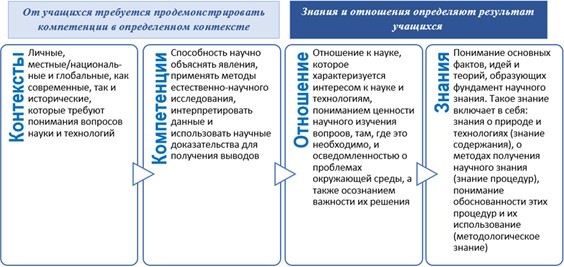 От учащихся требуется продемонстрировать
компетенции в определенном контексте
Знания и отношения определяют результат
учащихся
Контексты
Личные,
местные/националь-
ные и глобальные, как
современные, так и
исторические,
которые требуют
понимания вопросов
науки и технологий
Компетенции
Способность научно
объяснять явления,
применять методы
естественно-научного
исследования,
интерпретировать
данные и
использовать научные
доказательства для
получения выводов
Отношение
Отношение к науке,
которое
характеризуется
интересом к науке и
технологиям,
пониманием ценности
научного изучения
вопроов, там, где это
необходимо, и
осведомленностью о
проблемах
окружающей среды, а
также осознанием
важности их решения
Знания
Понимание основных
фактов, идей и
теорий, образующих
фундамент научного
знания. Такое знание
включает в себя:
знания о природе и
технологиях (знание
содержания), о
методах получения
научного знания
(знание процедур),
понимание
обоснованности этих
процедур и их
использование
(методологическое
знание)